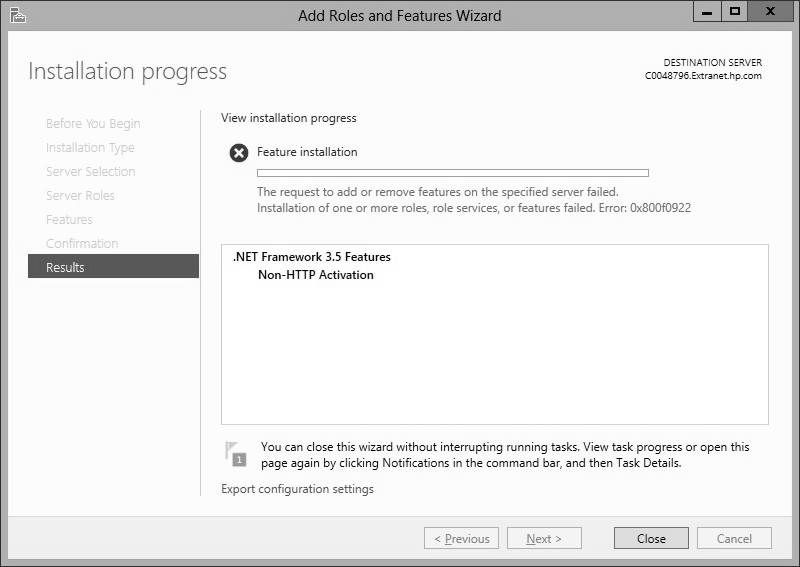 Add Roles and Features Wizard
Installation progress
DESTINATION SERVER
C0048796.Extranet.hp.com
Before You Begin
Installation Type
Server Selection
Server Roles
Features
Confirmation
Results
View installation progress
Feature installation
The request to add or remove features on the specified server failed.
Installation of one or more roles, role services, or features failed. Error: 0x800f0922
.NET Framework 3.5 Features
Non-HTTP Activation
1
You can close this wizard without interrupting running tasks. View task progress or open this
page again by clicking Notifications in the command bar, and then Task Details.
Export configuration settings
< Previous
Next >
Close
Cancel